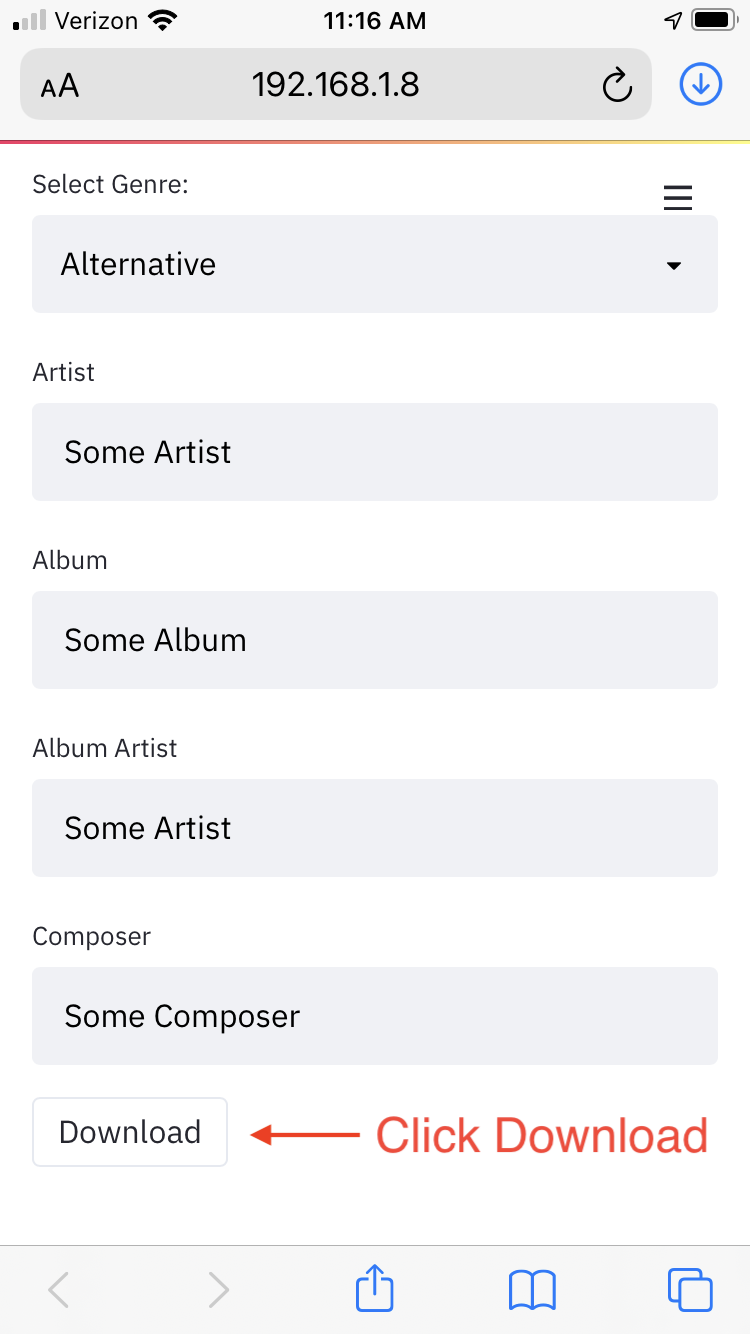 Verizon 11:16 AM
AA 192.168.1.8
Select Genre:
Alternative
Artist
Some Artist
Album
Some Album
Album Artist
Some Artist
Composer
Some Composer
Download Click Download